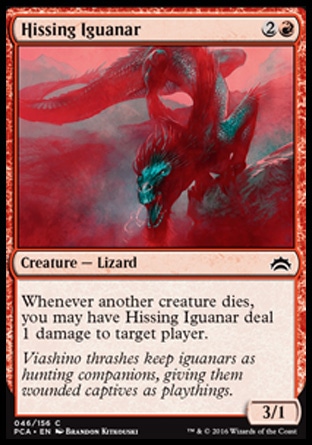 Hissing Iguanar 2
Creature — Lizard
Whenever another creature dies,
you may have Hissing Iguanar deal
1 damage to target player.
Viashino thrashes keep iguanars as
hunting companions, giving them
wounded captives as playthings.
3/1
046/156 C
PCA • EN Brandon Kitkouski
™ & © 2016 Wizards of the Coast